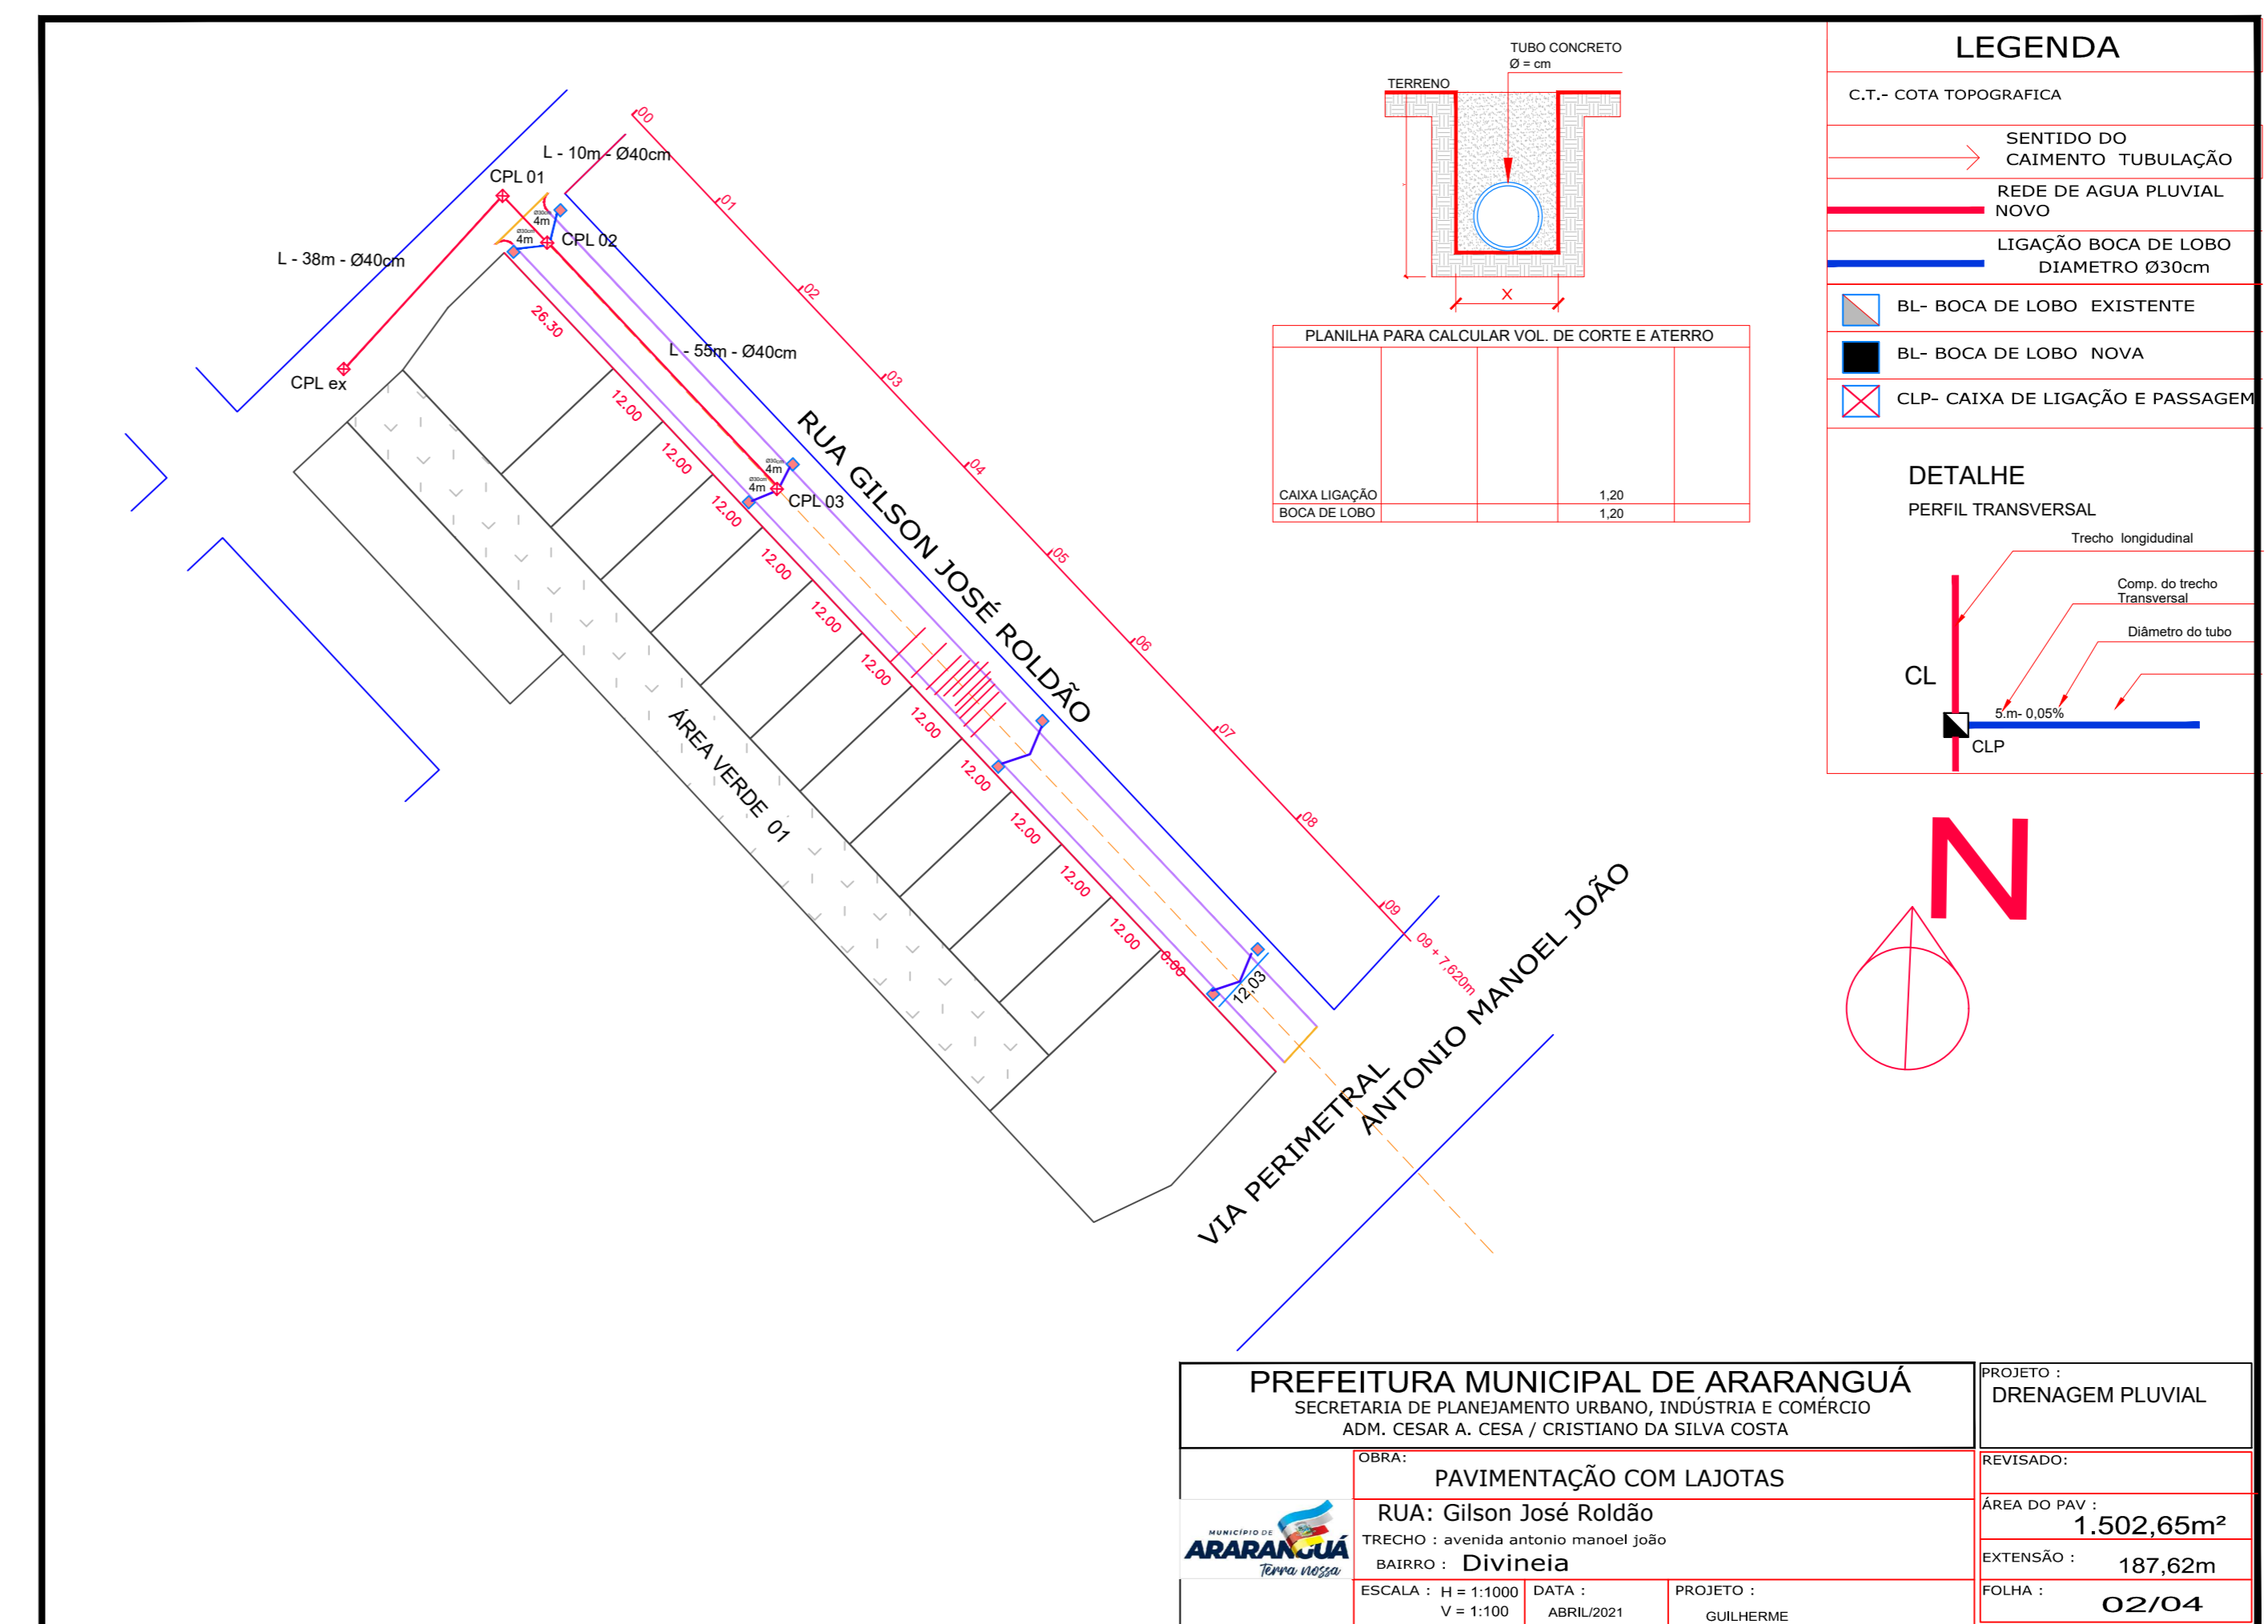 TUBO CONCRETO
Ø = cm
TERRENO
X
PLANILHA PARA CALCULAR VOL. DE CORTE E ATERRO
CAIXA LIGAÇÃO 1,20
BOCA DE LOBO 1,20
LEGENDA
C.T.- COTA TOPOGRAFICA
SENTIDO DO
CAIMENTO TUBULAÇÃO
REDE DE AGUA PLUVIAL
NOVO
LIGAÇÃO BOCA DE LOBO
DIAMETRO Ø30cm
BL- BOCA DE LOBO EXISTENTE
BL- BOCA DE LOBO NOVA
CLP- CAIXA DE LIGAÇÃO E PASSAGEM
DETALHE
PERFIL TRANSVERSAL
Trecho longidudinal
Comp. do trecho
Transversal
Diâmetro do tubo
CL
5.m- 0,05%
CLP
N
L - 10m - Ø40cm
CPL 01
Ø30cm
4m
Ø30cm
4m
CPL 02
L - 38m - Ø40cm
CPL ex
L - 55m - Ø40cm
Ø30cm
4m
Ø30cm
4m
CPL 03
00
01
02
03
04
05
06
07
08
09
09 + 7,620m
26.30
12.00
12.00
12.00
12.00
12.00
12.00
12.00
12.00
12.00
12.00
12.00
0.00
12,03
RUA GILSON JOSÉ ROLDÃO
ÁREA VERDE 01
VIA PERIMETRAL
ANTONIO MANOEL JOÃO
PREFEITURA MUNICIPAL DE ARARANGUÁ
SECRETARIA DE PLANEJAMENTO URBANO, INDÚSTRIA E COMÉRCIO
ADM. CESAR A. CESA / CRISTIANO DA SILVA COSTA
PROJETO :
DRENAGEM PLUVIAL
MUNICÍPIO DE
ARARANGUÁ
Terra nossa
OBRA:
PAVIMENTAÇÃO COM LAJOTAS
RUA: Gilson José Roldão
TRECHO : avenida antonio manoel joão
BAIRRO : Divineia
ESCALA : H = 1:1000
V = 1:100
DATA :
ABRIL/2021
PROJETO :
GUILHERME
REVISADO:
ÁREA DO PAV :
1.502,65m²
EXTENSÃO :
187,62m
FOLHA :
02/04